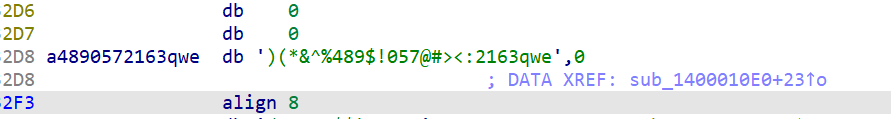 2D6 db 0
2D7 db 0
2D8 a4890572163qwe db ')(*&^%489$!057@#><:2163qwe',0
2D8 ; DATA XREF: sub_1400010E0+23↑o
2F3 align 8